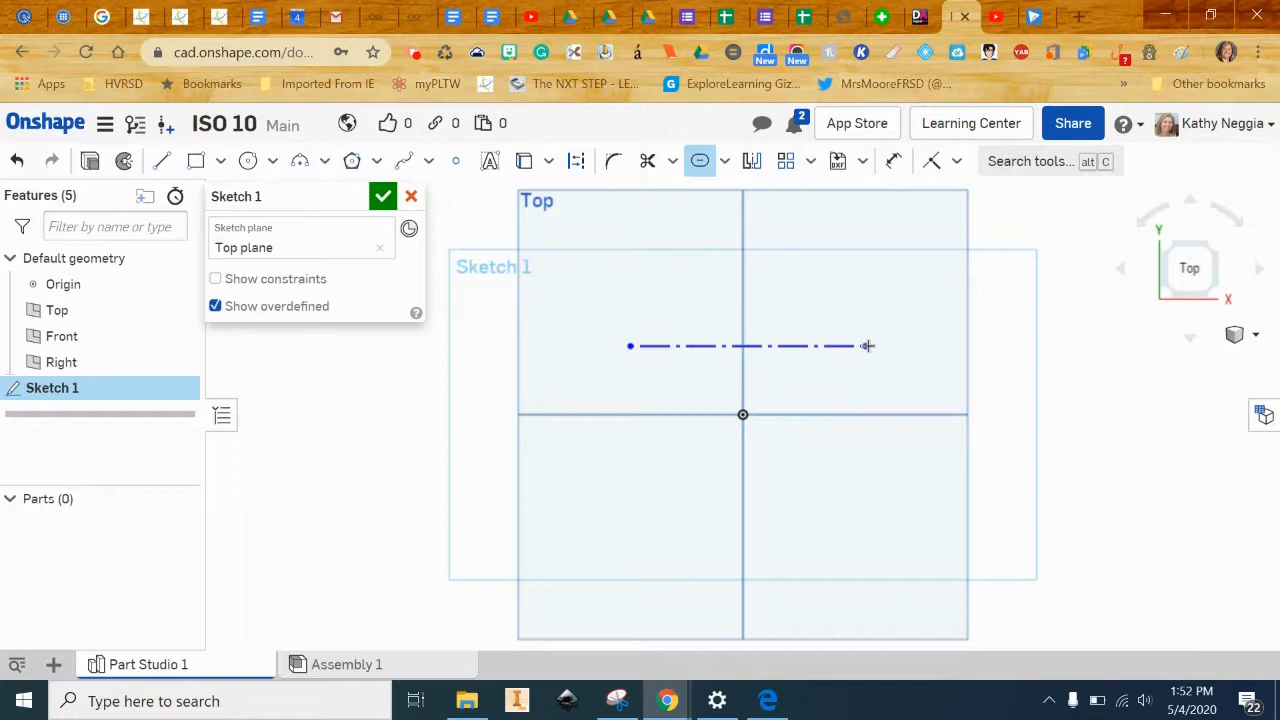 cad.onshape.com/do...
New
New
YAB
?
Apps
HVRSD
Bookmarks
Imported From IE
myPLTW
The NXT STEP - LE...
ExploreLearning Giz...
MrsMooreFRSD (@...
»
Other bookmarks
Onshape
ISO 10 Main
0
0
0
2
App Store
Learning Center
Share
Kathy Neggia
Search tools... alt C
Features (5)
Filter by name or type
Default geometry
Origin
Top
Front
Right
Sketch 1
Parts (0)
Sketch 1
Sketch plane
Top plane
Show constraints
Show overdefined
Top
Sketch 1
Y
Top
X
Part Studio 1
Assembly 1
Type here to search
1:52 PM
5/4/2020
22